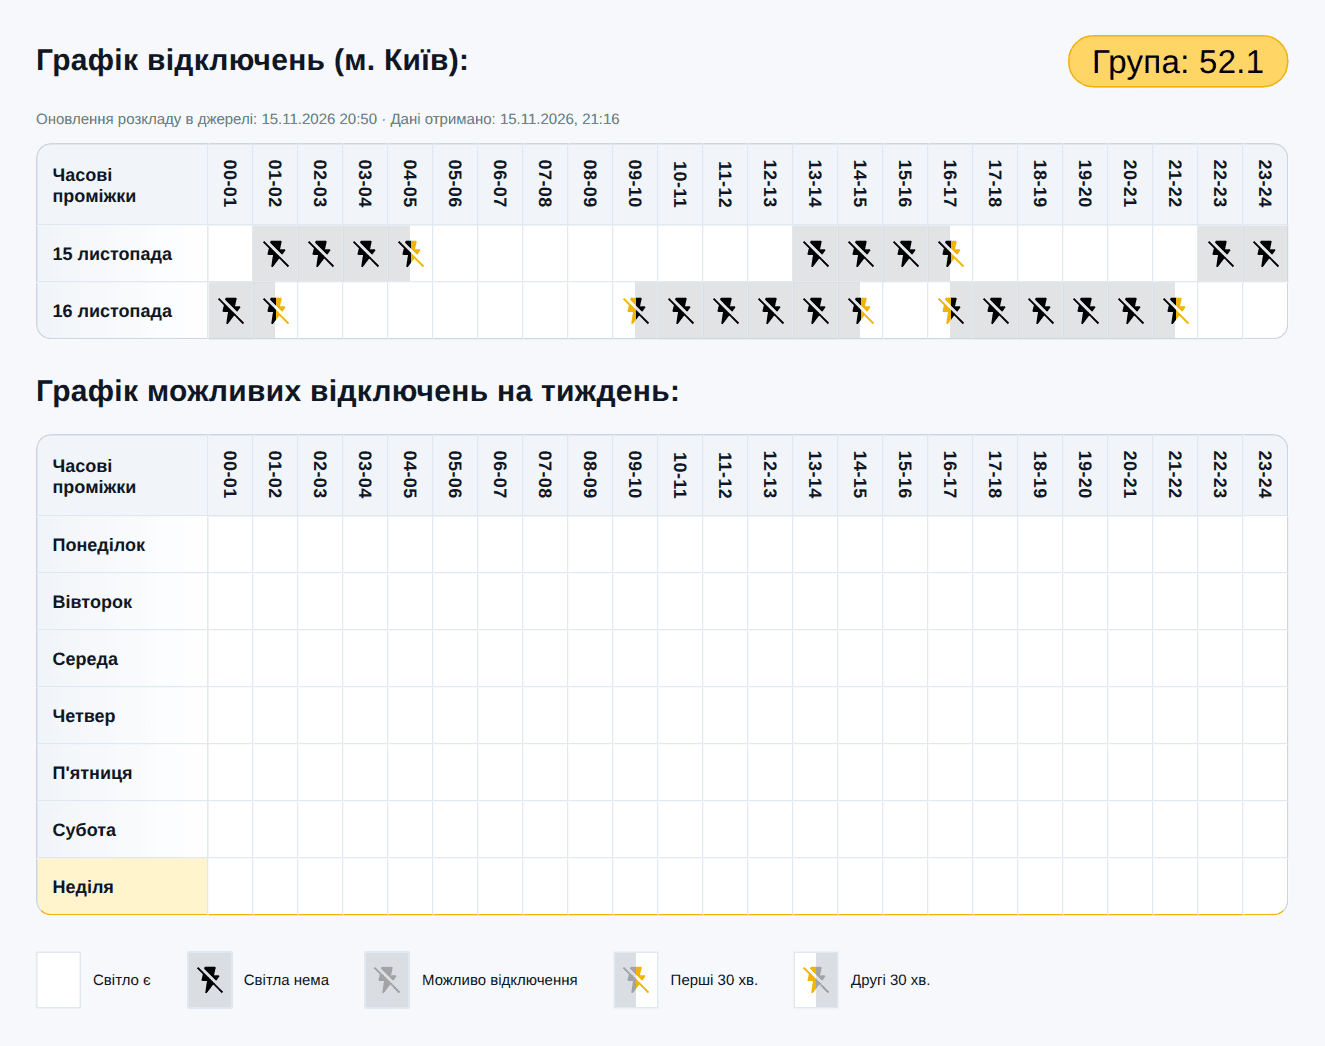 Графік відключень (м. Київ):
Група: 52.1
Оновлення розкладу в джерелі: 15.11.2026 20:50 · Дані отримано: 15.11.2026, 21:16
Часові проміжки 00-01 01-02 02-03 03-04 04-05 05-06 06-07 07-08 08-09 09-10 10-11 11-12 12-13 13-14 14-15 15-16 16-17 17-18 18-19 19-20 20-21 21-22 22-23 23-24
15 листопада
16 листопада
Графік можливих відключень на тиждень:
Часові проміжки 00-01 01-02 02-03 03-04 04-05 05-06 06-07 07-08 08-09 09-10 10-11 11-12 12-13 13-14 14-15 15-16 16-17 17-18 18-19 19-20 20-21 21-22 22-23 23-24
Понеділок
Вівторок
Середа
Четвер
П'ятниця
Субота
Неділя
Світло є Світла нема Можливо відключення Перші 30 хв. Другі 30 хв.